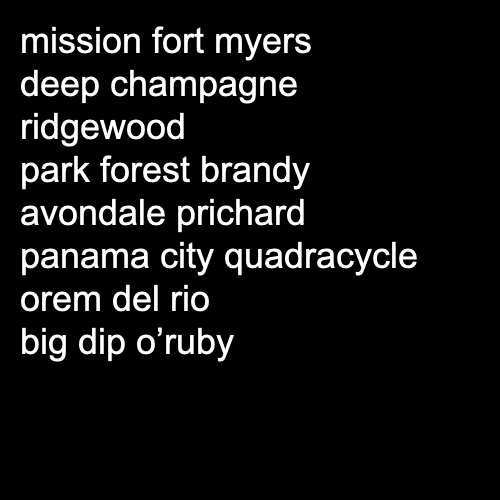 mission fort myers
deep champagne
ridgewood
park forest brandy
avondale prichard
panama city quadracycle
orem del rio
big dip o’ruby